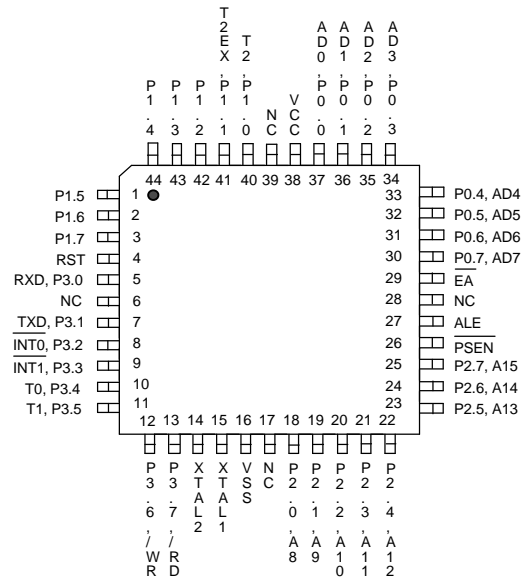 P1.4
P1.3
P1.2
T2EX, P1.1
T2, P1.0
NC
VCC
AD0, P0.0
AD1, P0.1
AD2, P0.2
AD3, P0.3
44 43 42 41 40 39 38 37 36 35 34
P1.5 1
P1.6 2
P1.7 3
RST 4
RXD, P3.0 5
NC 6
TXD, P3.1 7
INT0, P3.2 8
INT1, P3.3 9
T0, P3.4 10
T1, P3.5 11
33 P0.4, AD4
32 P0.5, AD5
31 P0.6, AD6
30 P0.7, AD7
29 EA
28 NC
27 ALE
26 PSEN
25 P2.7, A15
24 P2.6, A14
23 P2.5, A13
12 13 14 15 16 17 18 19 20 21 22
P3.6, /WR
P3.7, /RD
XTAL2
XTAL1
VSS
NC
P2.0, A8
P2.1, A9
P2.2, A10
P2.3, A11
P2.4, A12